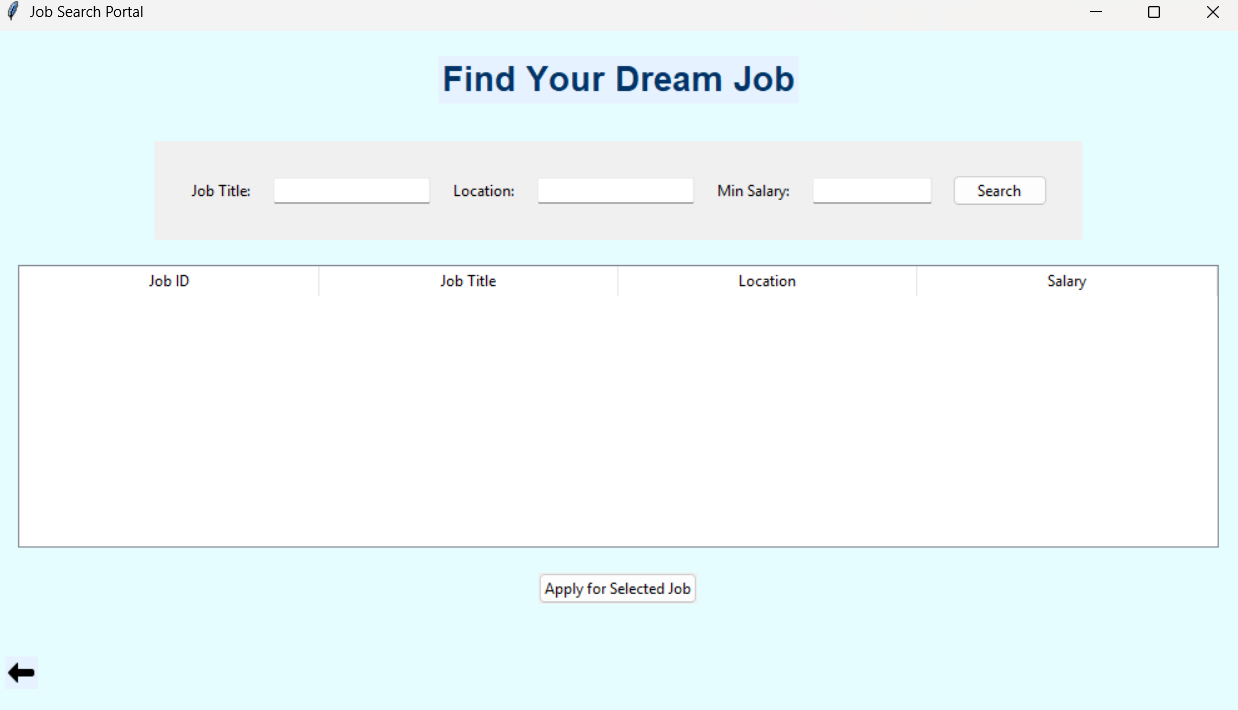 Job Search Portal
Find Your Dream Job
Job Title: Location: Min Salary: Search
Job ID Job Title Location Salary
Apply for Selected Job